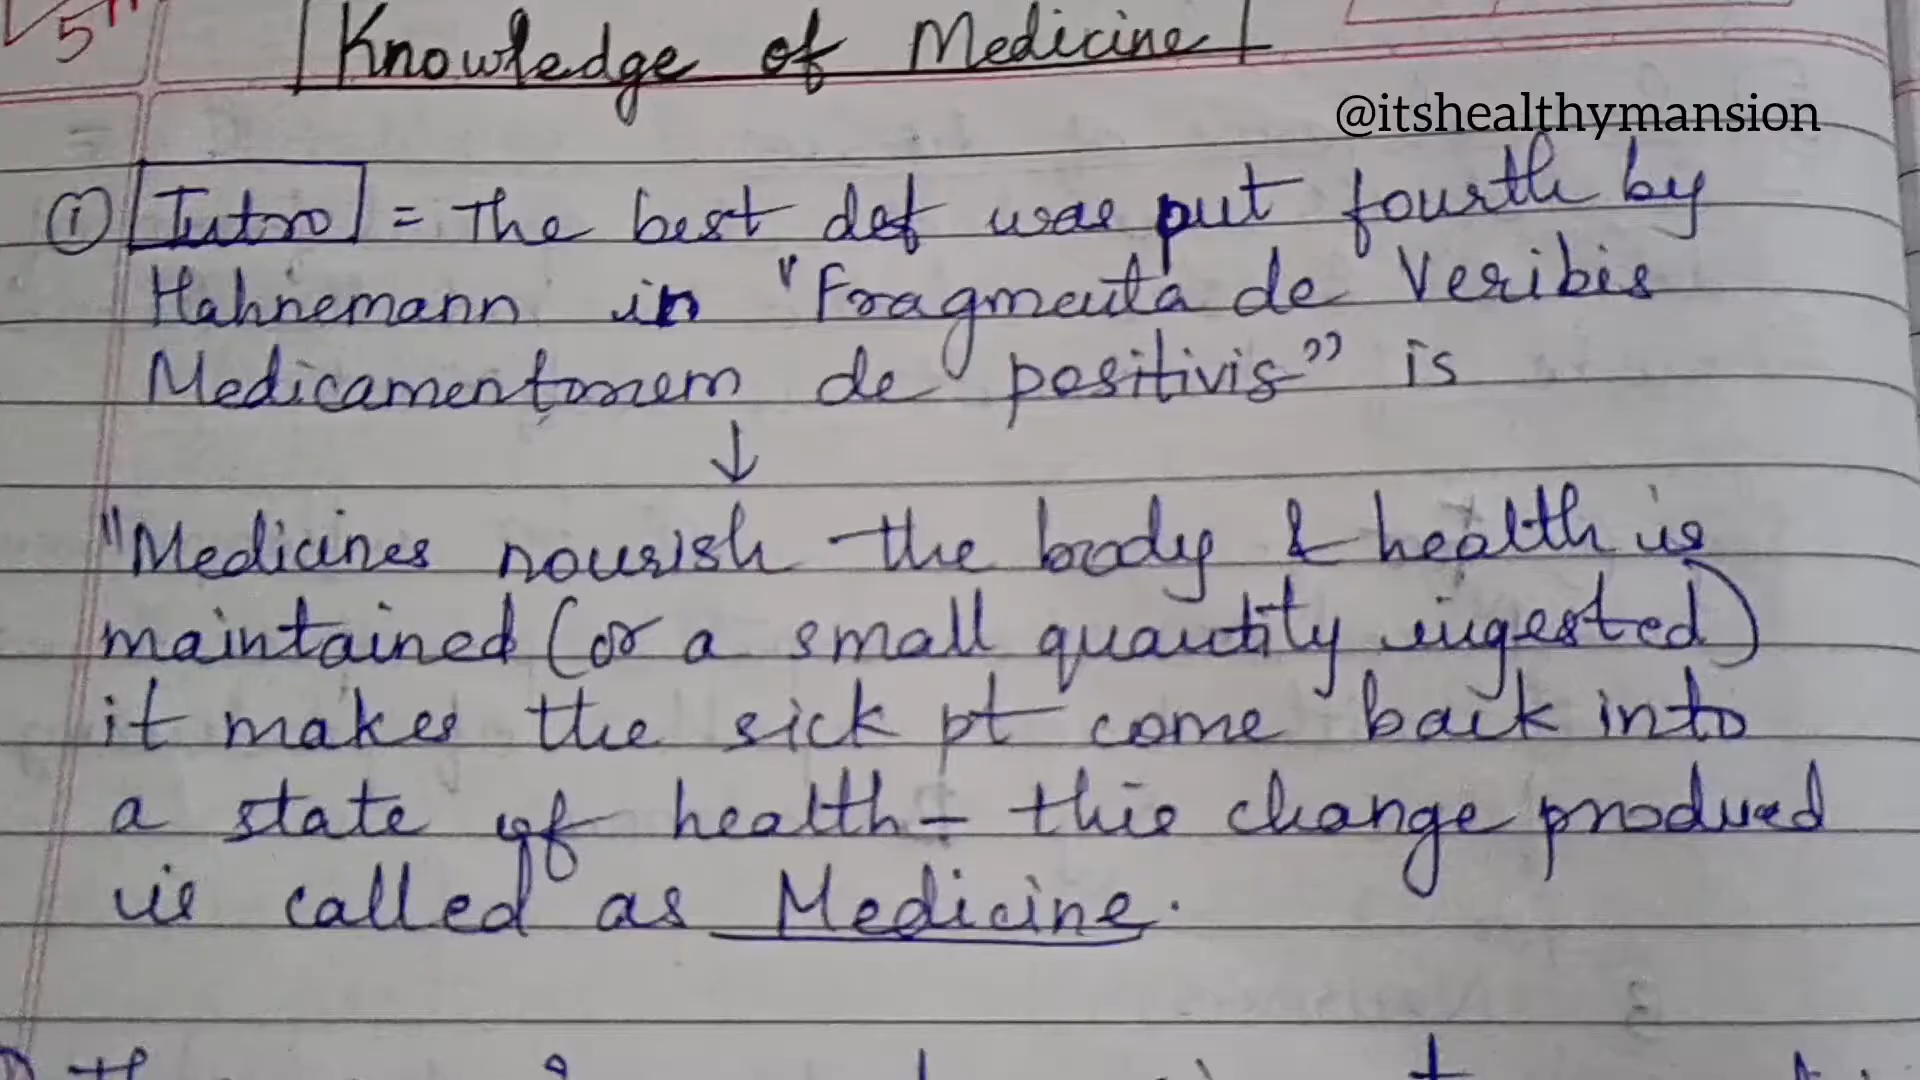 5th
Knowledge of Medicine
@itshealthymansion
① Intro = The best def was put fourth by
Hahnemann in "Fragmenta de Veribis
Medicamentorem de positivis" is
↓
"Medicines nourish the body & health is
maintained (or a small quantity ingested)
it makes the sick pt come back into
a state of health - this change produed
is called as Medicine.